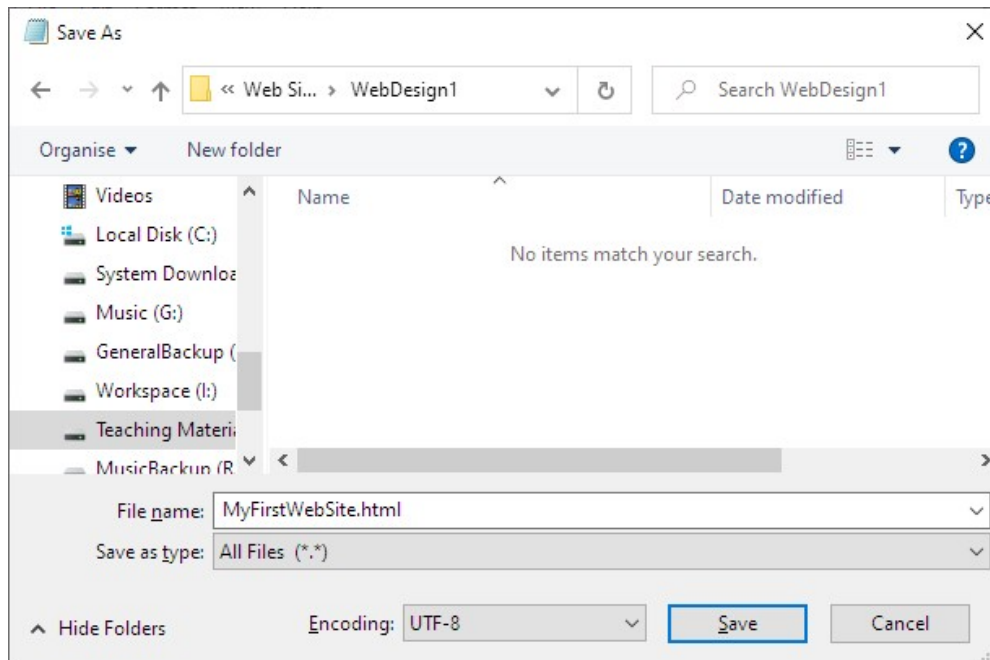 Save As
« Web Si... › WebDesign1
Search WebDesign1
Organise
New folder
Name
Date modified
Type
No items match your search.
Videos
Local Disk (C:)
System Downloa
Music (G:)
GeneralBackup (
Workspace (I:)
Teaching Materi
MusicBackup (R
File name: MyFirstWebSite.html
Save as type: All Files (*.*)
Hide Folders
Encoding: UTF-8
Save
Cancel